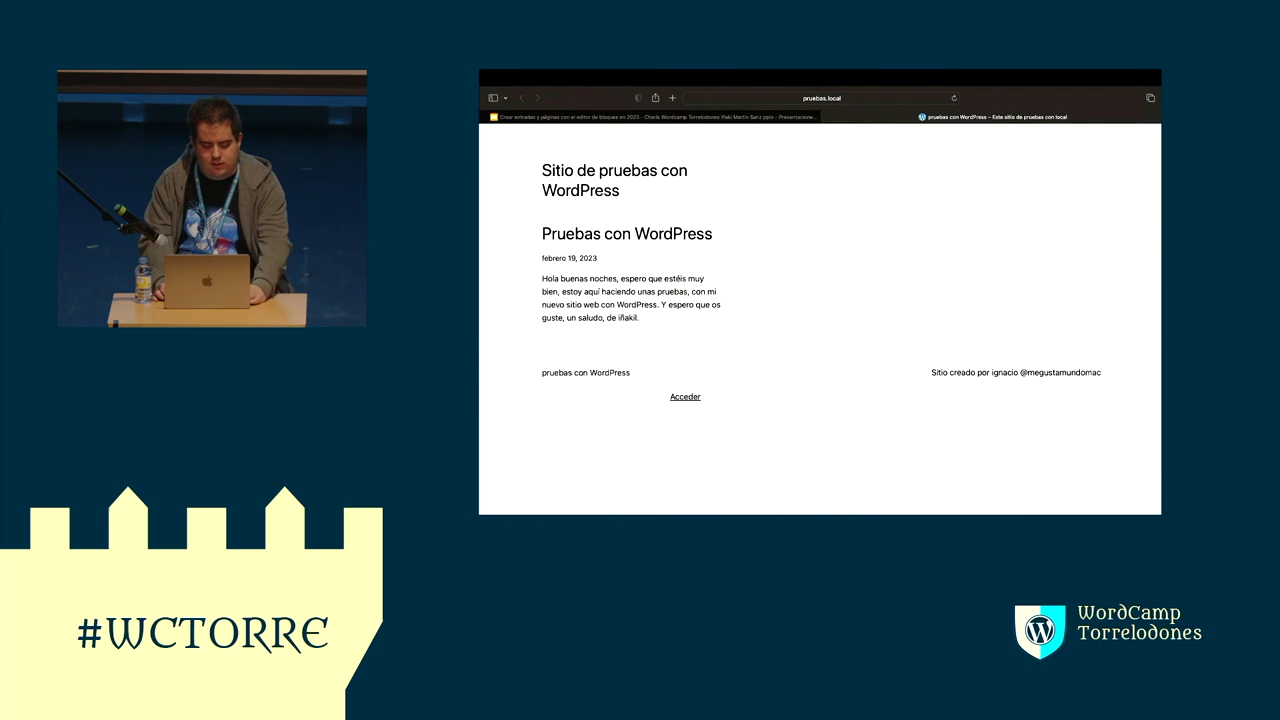 pruebas.local
Crear entradas y páginas con el editor de bloques en 2023 - Charla Wordcamp Torrelodones Iñaki Martín Sanz.pptx - Presentacione...
pruebas con WordPress – Este sitio de pruebas con local
Sitio de pruebas con
WordPress
Pruebas con WordPress
febrero 19, 2023
Hola buenas noches, espero que estéis muy
bien, estoy aquí haciendo unas pruebas, con mi
nuevo sitio web con WordPress. Y espero que os
guste, un saludo, de iñakil.
pruebas con WordPress
Sitio creado por ignacio @megustamundomac
Acceder
#WCTORRE
WordCamp
Torrelodones